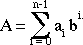 A = n-1 ∑ i = 0 aᵢ bⁱ.